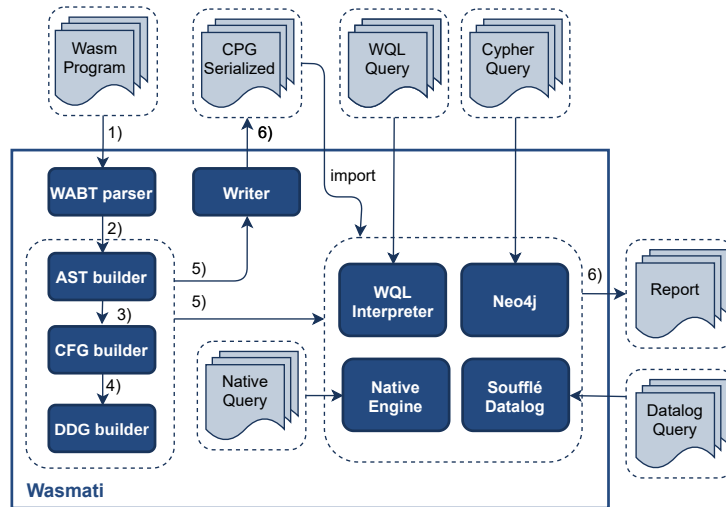 Wasm
Program
CPG
Serialized
WQL
Query
Cypher
Query
1)
6)
import
WABT parser
Writer
2)
AST builder
5)
3)
5)
CFG builder
4)
DDG builder
WQL
Interpreter
Neo4j
6)
Report
Native
Query
Native
Engine
Soufflé
Datalog
Datalog
Query
Wasmati